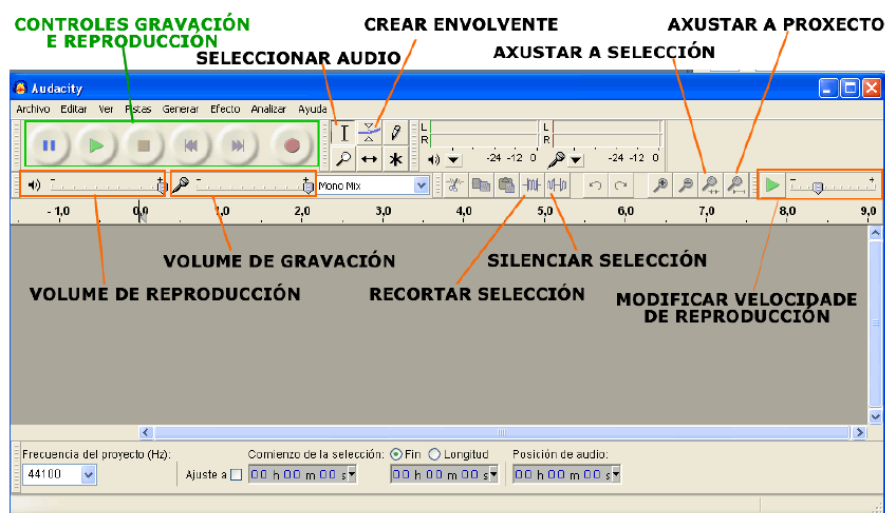 CONTROLES GRAVACIÓN
E REPRODUCCIÓN
SELECCIONAR AUDIO
CREAR ENVOLVENTE
AXUSTAR A SELECCIÓN
AXUSTAR A PROXECTO
Audacity
Archivo Editar Ver Pistas Generar Efecto Analizar Ayuda
L
R
-24 -12 0
L
R
-24 -12 0
- + - + Mono Mix - +
- 1,0 0,0 1,0 2,0 3,0 4,0 5,0 6,0 7,0 8,0 9,0
VOLUME DE GRAVACIÓN
SILENCIAR SELECCIÓN
VOLUME DE REPRODUCCIÓN
RECORTAR SELECCIÓN
MODIFICAR VELOCIDADE
DE REPRODUCCIÓN
Frecuencia del proyecto (Hz):
44100
Ajuste a
Comienzo de la selección:
00 h 00 m 00 s
Fin Longitud
00 h 00 m 00 s
Posición de audio:
00 h 00 m 00 s